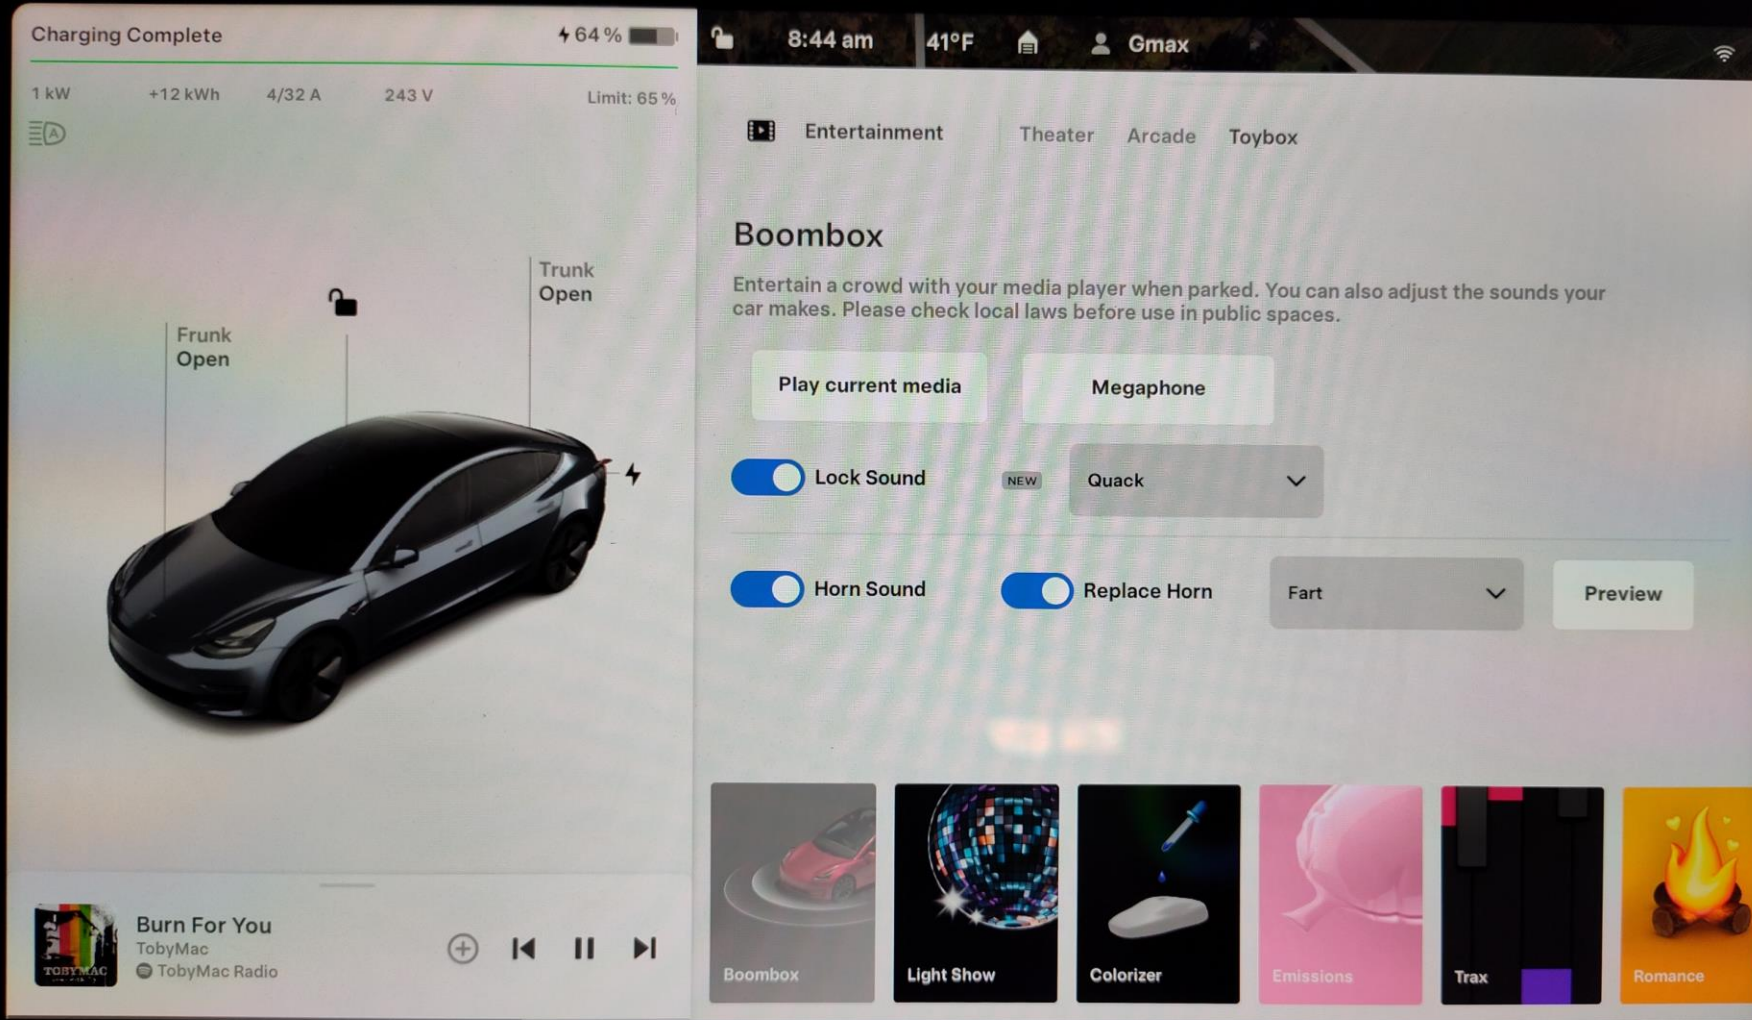 Charging Complete
64 %
1 kW
+12 kWh
4/32 A
243 V
Limit: 65 %
A
Trunk
Open
Frunk
Open
Burn For You
TobyMac
TobyMac Radio
TOBYMAC
8:44 am
41°F
Gmax
Entertainment
Theater
Arcade
Toybox
Boombox
Entertain a crowd with your media player when parked. You can also adjust the sounds your
car makes. Please check local laws before use in public spaces.
Play current media
Megaphone
Lock Sound
NEW
Quack
Horn Sound
Replace Horn
Fart
Preview
Boombox
Light Show
Colorizer
Emissions
Trax
Romance